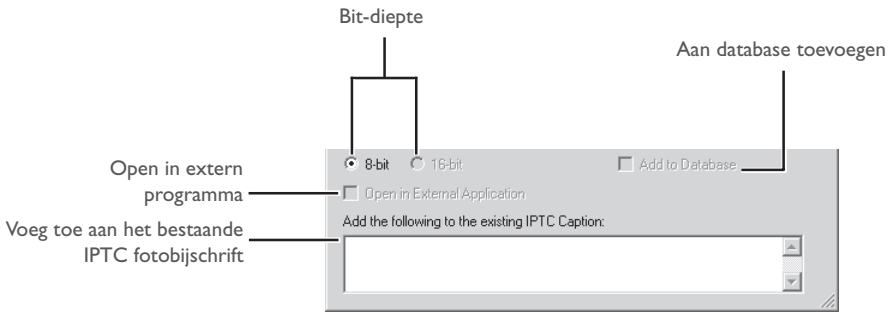 Bit-diepte
Aan database toevoegen
8-bit 16-bit Add to Database
Open in extern
programma
Open in External Application
Voeg toe aan het bestaande
IPTC fotobijschrift
Add the following to the existing IPTC Caption: